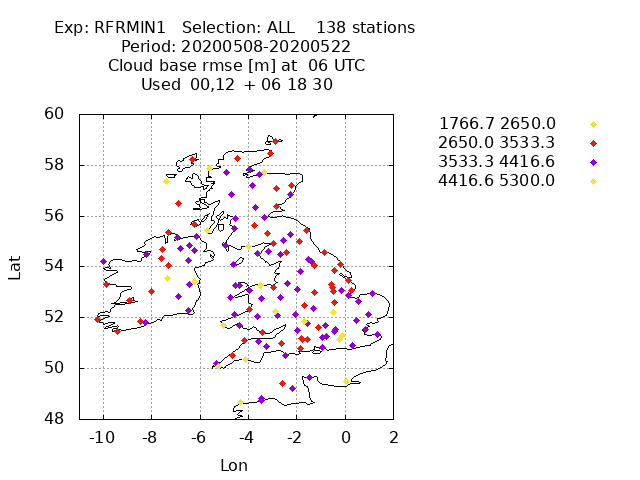 Exp: RFRMIN1 Selection: ALL 138 stations
Period: 20200508-20200522
Cloud base rmse [m] at 06 UTC
Used 00,12 + 06 18 30
1766.7 2650.0
2650.0 3533.3
3533.3 4416.6
4416.6 5300.0
60
58
56
54
52
50
48
Lat
-10 -8 -6 -4 -2 0 2
Lon